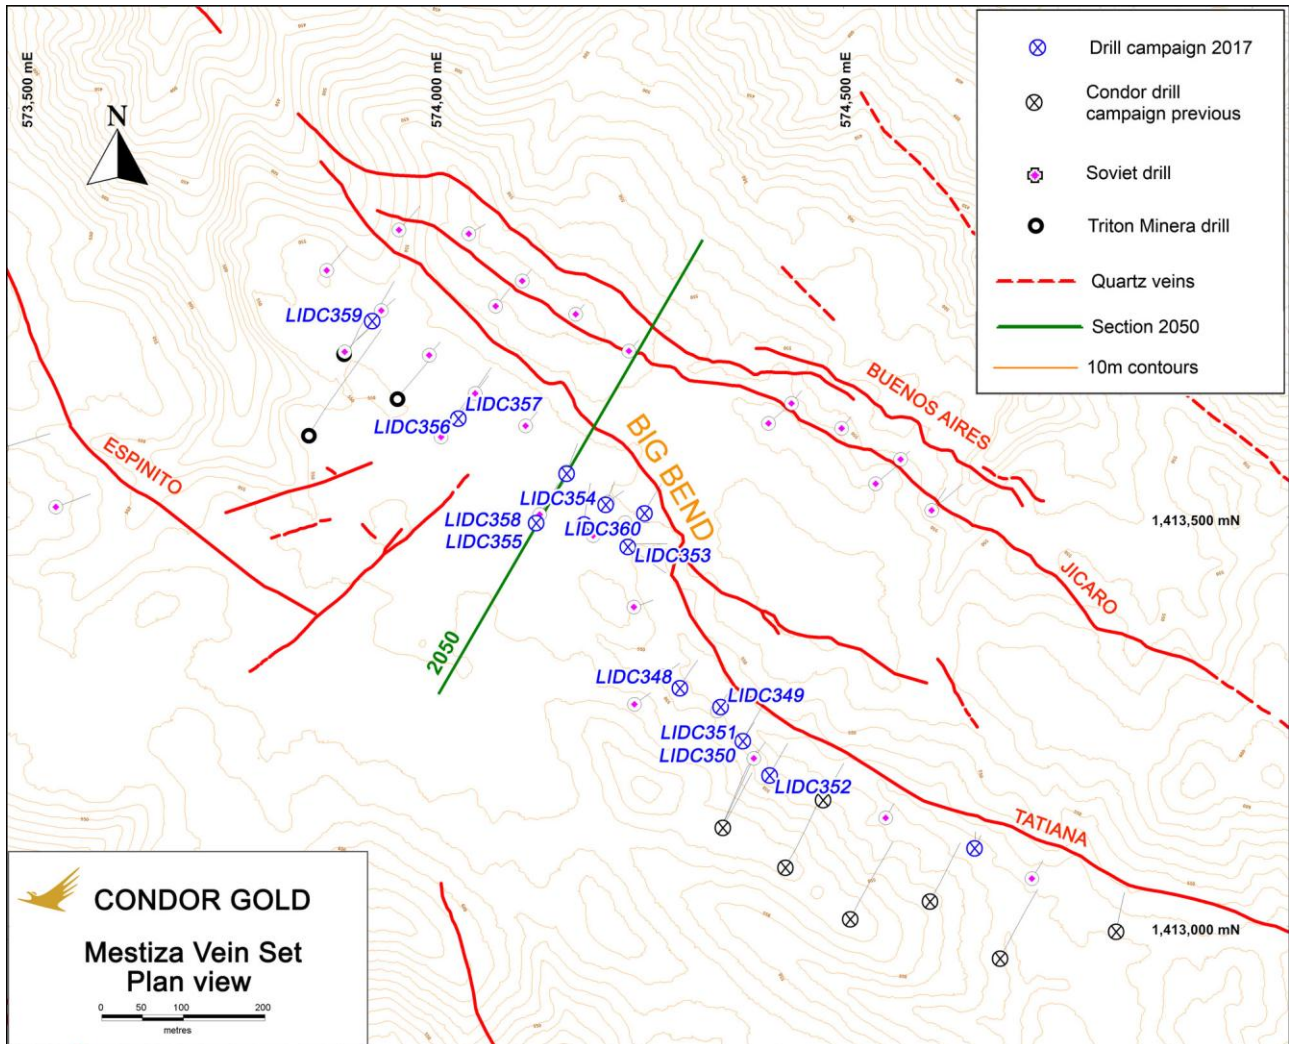 573,500 mE
574,000 mE
574,500 mE
N
Drill campaign 2017
Condor drill
campaign previous
Soviet drill
Triton Minera drill
Quartz veins
Section 2050
10m contours
LIDC359
LIDC357
LIDC356
BUENOS AIRES
ESPINITO
BIG BEND
LIDC354
LIDC358
LIDC360
LIDC355
LIDC353
1,413,500 mN
JICARO
2050
LIDC348
LIDC349
LIDC351
LIDC350
LIDC352
TATIANA
1,413,000 mN
CONDOR GOLD
Mestiza Vein Set
Plan view
0 50 100 200
metres